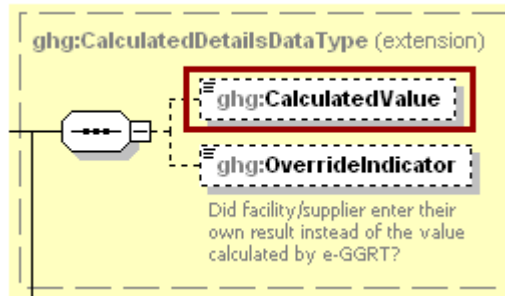 ghg:CalculatedDetailsDataType (extension)
ghg:CalculatedValue
ghg:OverrideIndicator
Did facility/supplier enter their
own result instead of the value
calculated by e-GGRT?